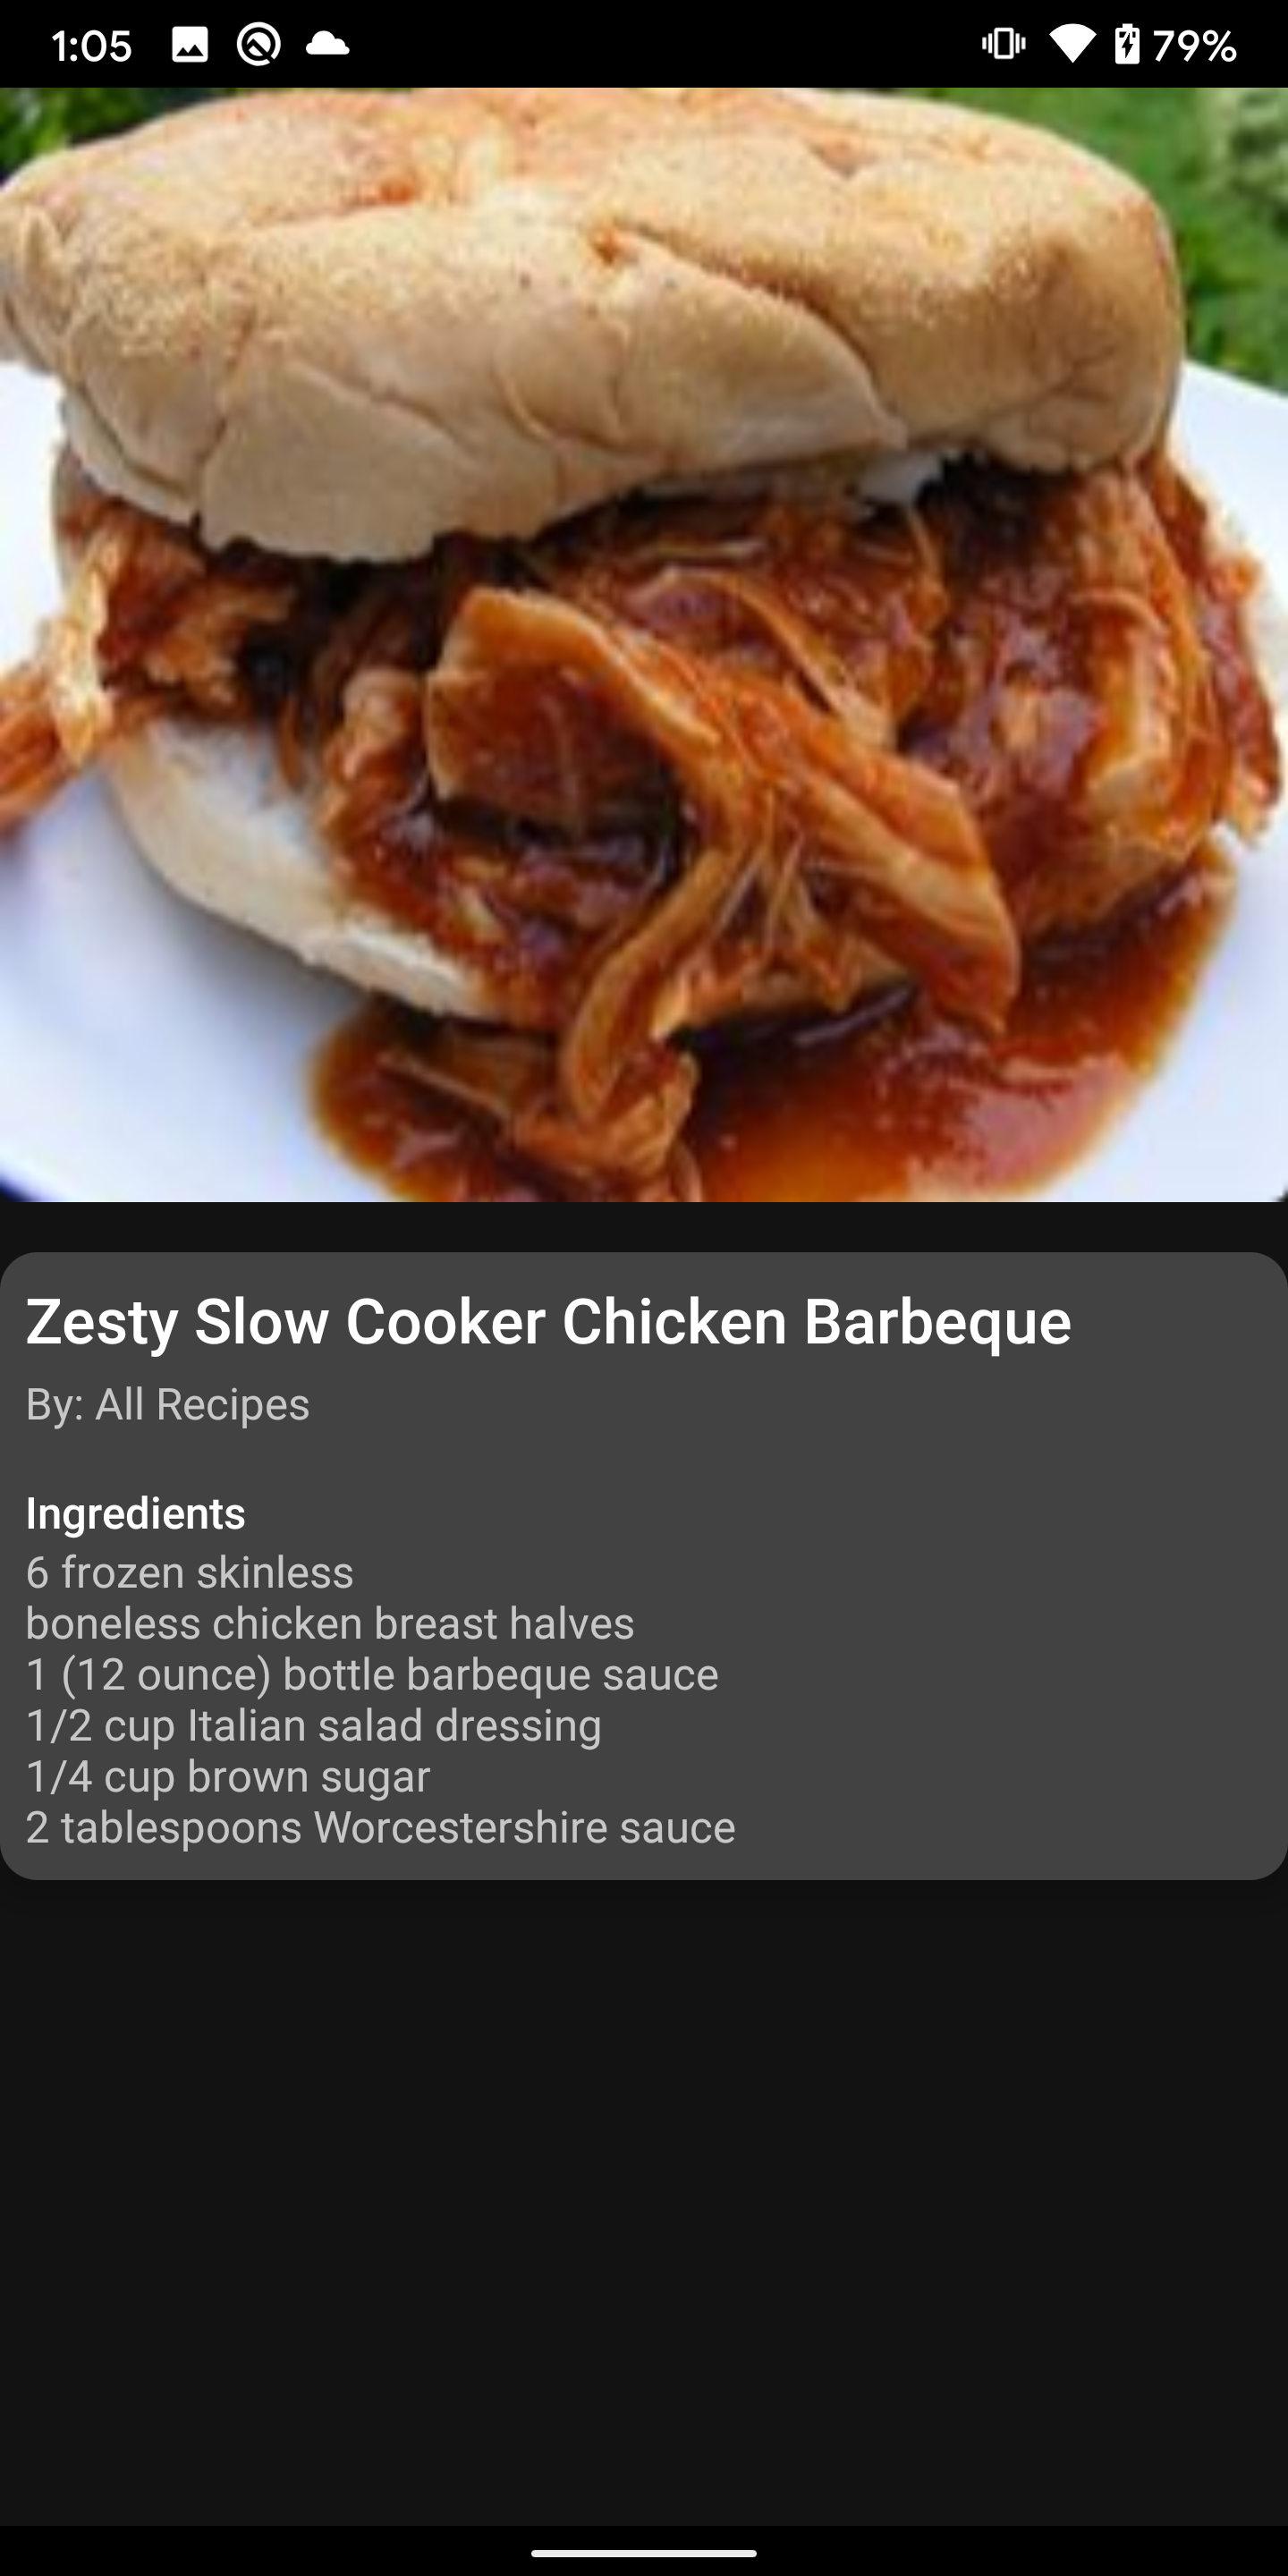 1:05
79%
Zesty Slow Cooker Chicken Barbeque
By: All Recipes
Ingredients
6 frozen skinless
boneless chicken breast halves
1 (12 ounce) bottle barbeque sauce
1/2 cup Italian salad dressing
1/4 cup brown sugar
2 tablespoons Worcestershire sauce